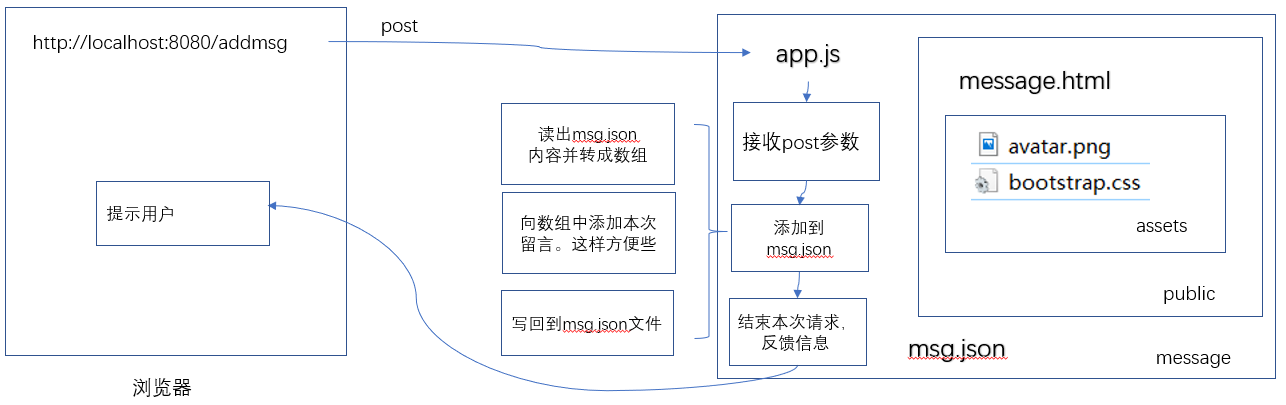 http://localhost:8080/addmsg
post
提示用户
浏览器
读出msg.json
内容并转成数组
向数组中添加本次
留言。这样方便些
写回到msg.json文件
app.js
接收post参数
添加到
msg.json
结束本次请求，
反馈信息
message.html
avatar.png
bootstrap.css
assets
public
msg.json
message